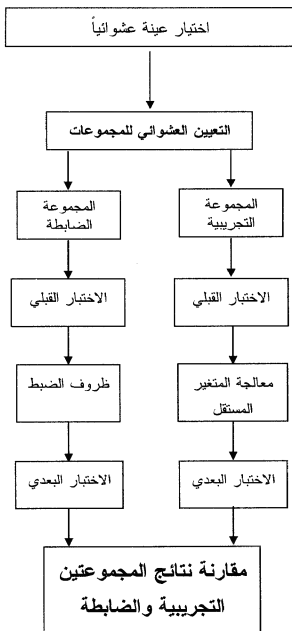 اختيار عينة عشوائياً
التعيين العشوائي للمجموعات
المجموعة
التجريبية
المجموعة
الضابطة
الاختبار القبلي
الاختبار القبلي
معالجة المتغير
المستقل
ظروف الضبط
الاختبار البعدي
الاختبار البعدي
مقارنة نتائج المجموعتين
التجريبية والضابطة